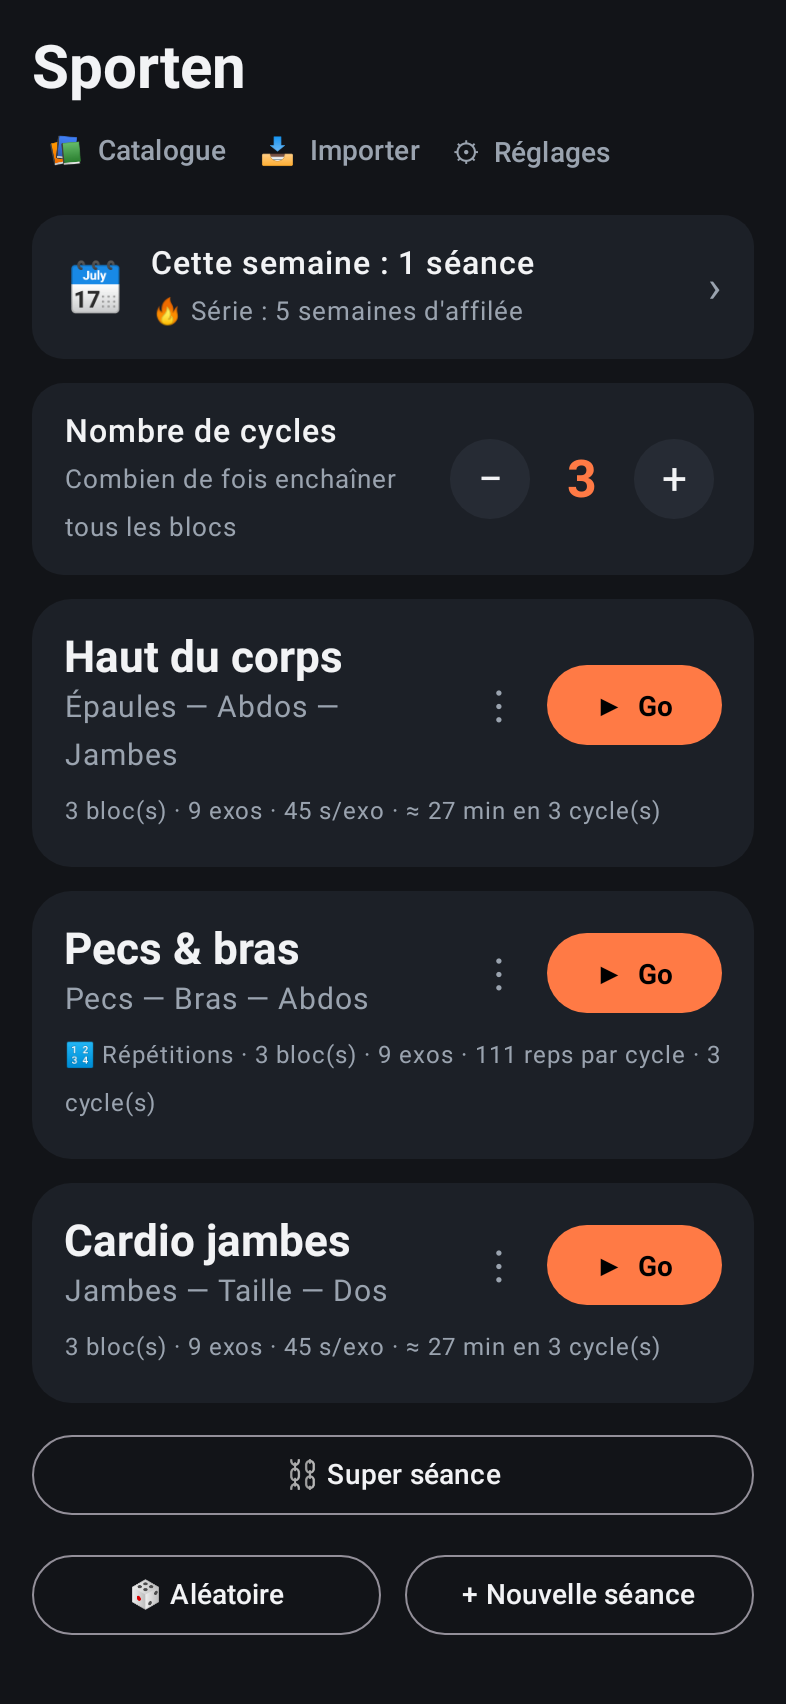 Sporten
Catalogue Importer Réglages
July
17
Cette semaine : 1 séance
🔥 Série : 5 semaines d'affilée
›
Nombre de cycles
Combien de fois enchaîner
tous les blocs
− 3 +
Haut du corps
Épaules — Abdos —
Jambes
⋮ ► Go
3 bloc(s) · 9 exos · 45 s/exo · ≈ 27 min en 3 cycle(s)
Pecs & bras
Pecs — Bras — Abdos
⋮ ► Go
🔢 Répétitions · 3 bloc(s) · 9 exos · 111 reps par cycle · 3
cycle(s)
Cardio jambes
Jambes — Taille — Dos
⋮ ► Go
3 bloc(s) · 9 exos · 45 s/exo · ≈ 27 min en 3 cycle(s)
⛓ Super séance
🎲 Aléatoire
+ Nouvelle séance